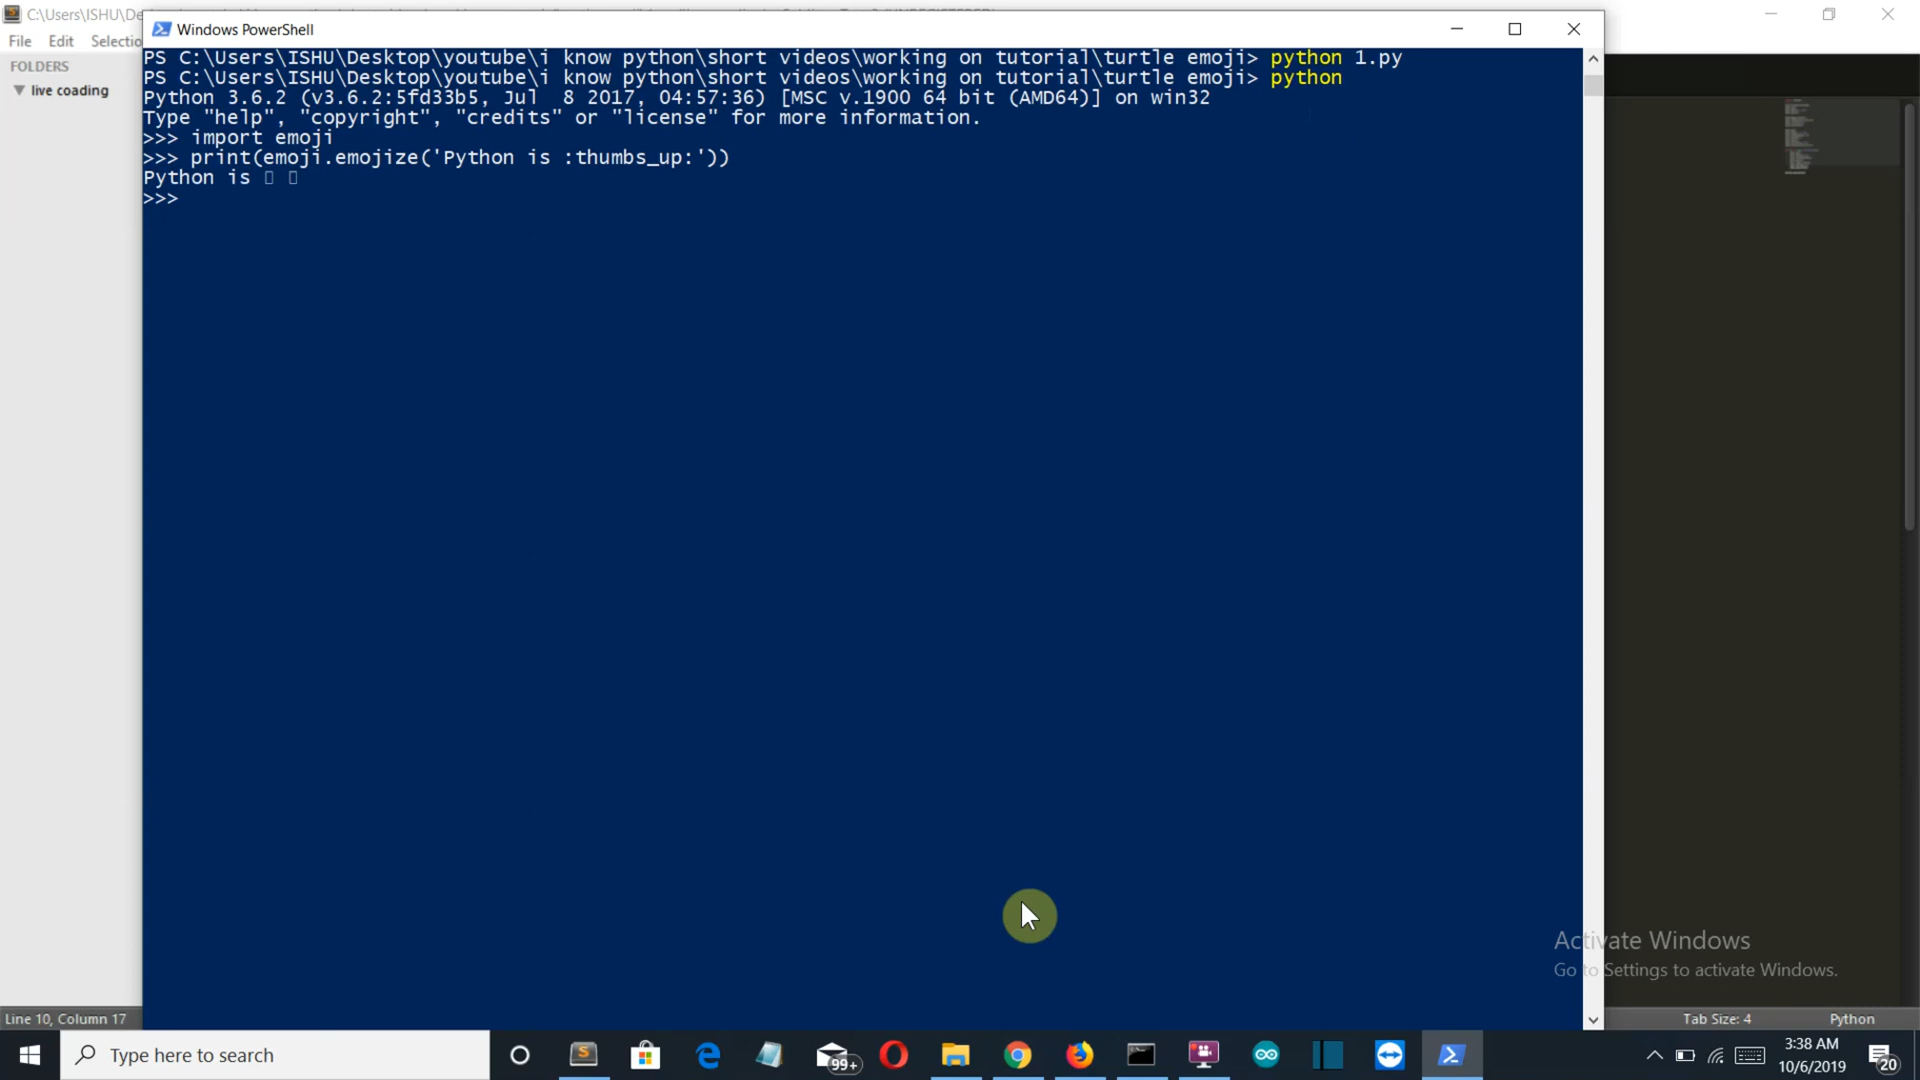 C:\Users\ISHU\De
File Edit Selectio
FOLDERS
live coading
Windows PowerShell
PS C:\Users\ISHU\Desktop\youtube\i know python\short videos\working on tutorial\turtle emoji> python 1.py
PS C:\Users\ISHU\Desktop\youtube\i know python\short videos\working on tutorial\turtle emoji> python
Python 3.6.2 (v3.6.2:5fd33b5, Jul  8 2017, 04:57:36) [MSC v.1900 64 bit (AMD64)] on win32
Type "help", "copyright", "credits" or "license" for more information.
>>> import emoji
>>> print(emoji.emojize('Python is :thumbs_up:'))
Python is
>>>
Activate Windows
Go to Settings to activate Windows.
Line 10, Column 17
Tab Size: 4
Python
Type here to search
99+
3:38 AM
10/6/2019
20